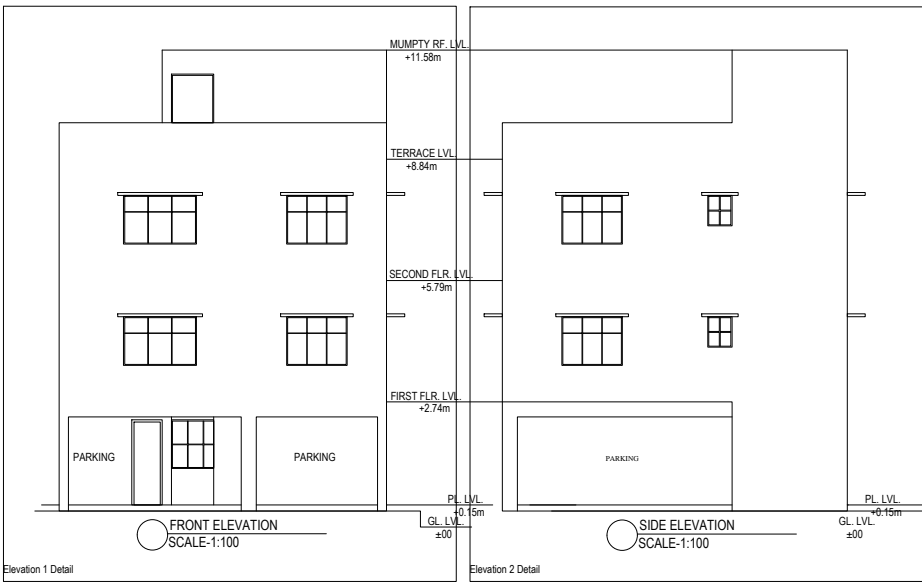 MUMPTY RF. LVL.
+11.58m
TERRACE LVL.
+8.84m
SECOND FLR. LVL.
+5.79m
FIRST FLR. LVL.
+2.74m
PARKING
PARKING
PL. LVL.
+0.15m
GL. LVL.
±00
FRONT ELEVATION
SCALE-1:100
Elevation 1 Detail
PARKING
PL. LVL.
+0.15m
GL. LVL.
±00
SIDE ELEVATION
SCALE-1:100
Elevation 2 Detail